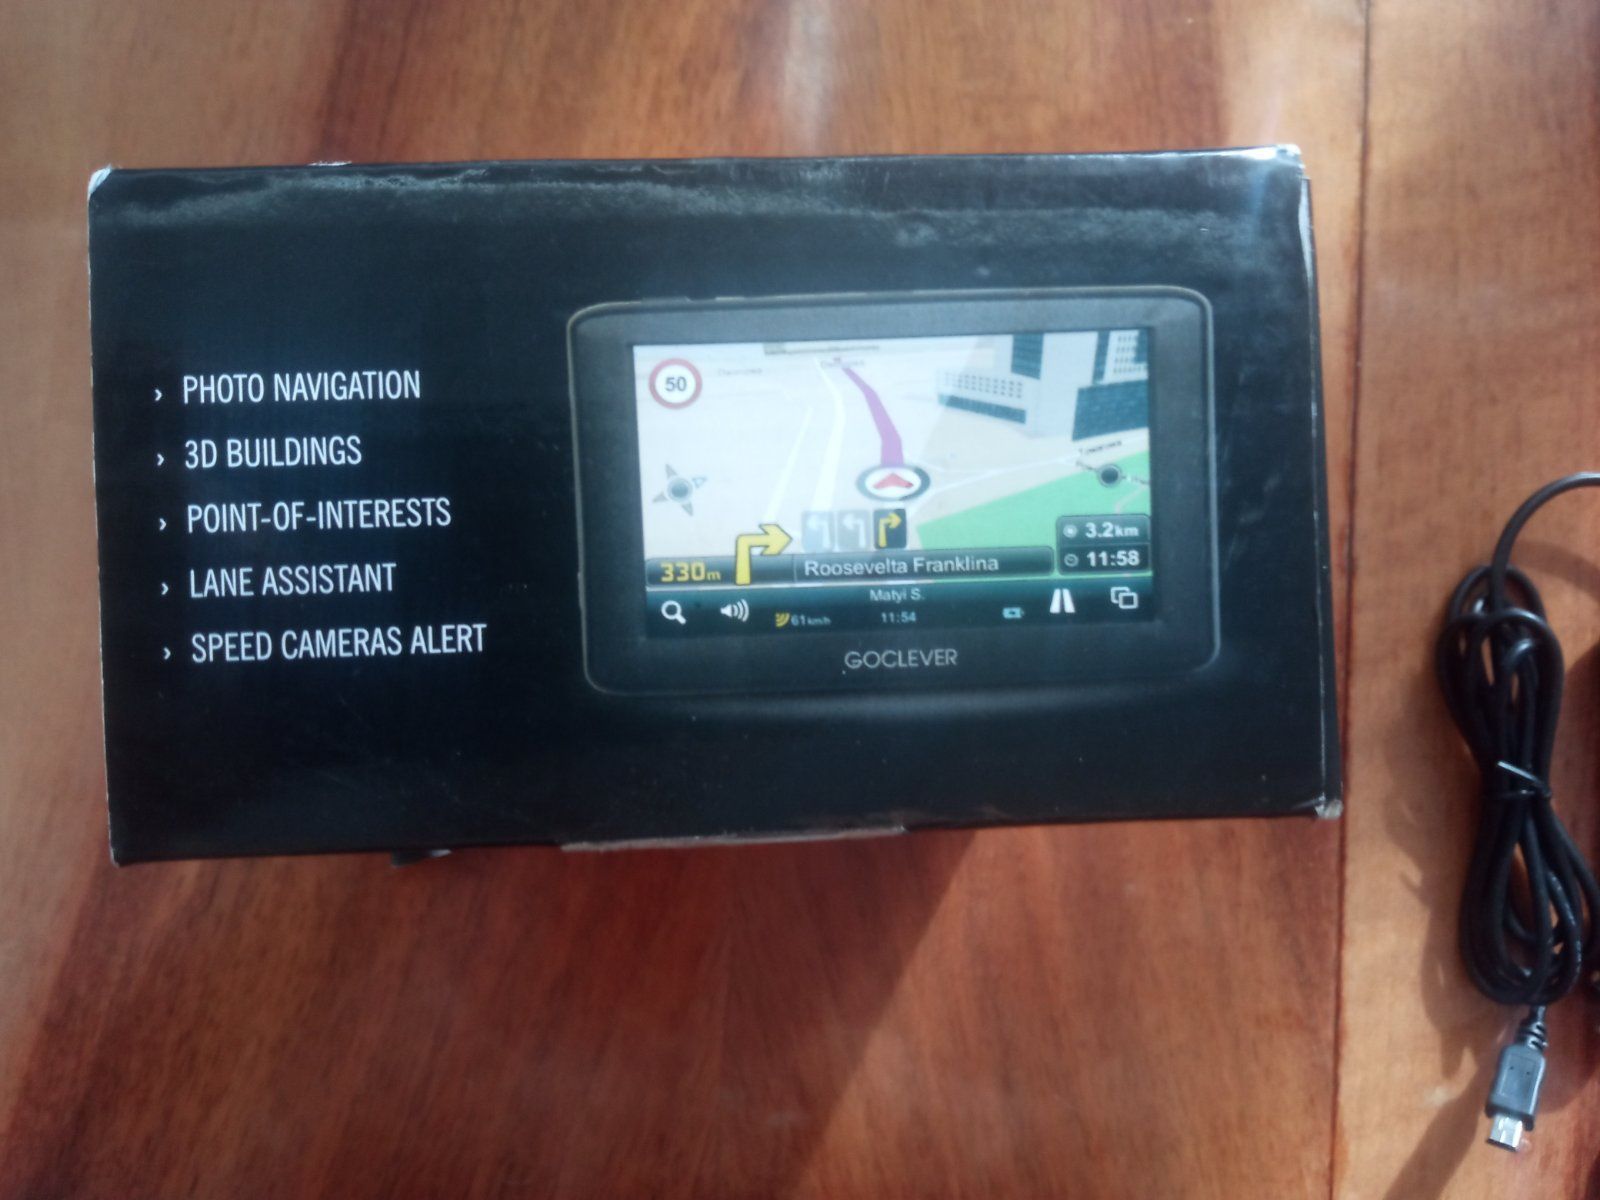 › PHOTO NAVIGATION
› 3D BUILDINGS
› POINT-OF-INTERESTS
› LANE ASSISTANT
› SPEED CAMERAS ALERT
50
3.2km
330m
Roosevelta Franklina
11:58
Matyi S.
61km/h
11:54
GOCLEVER